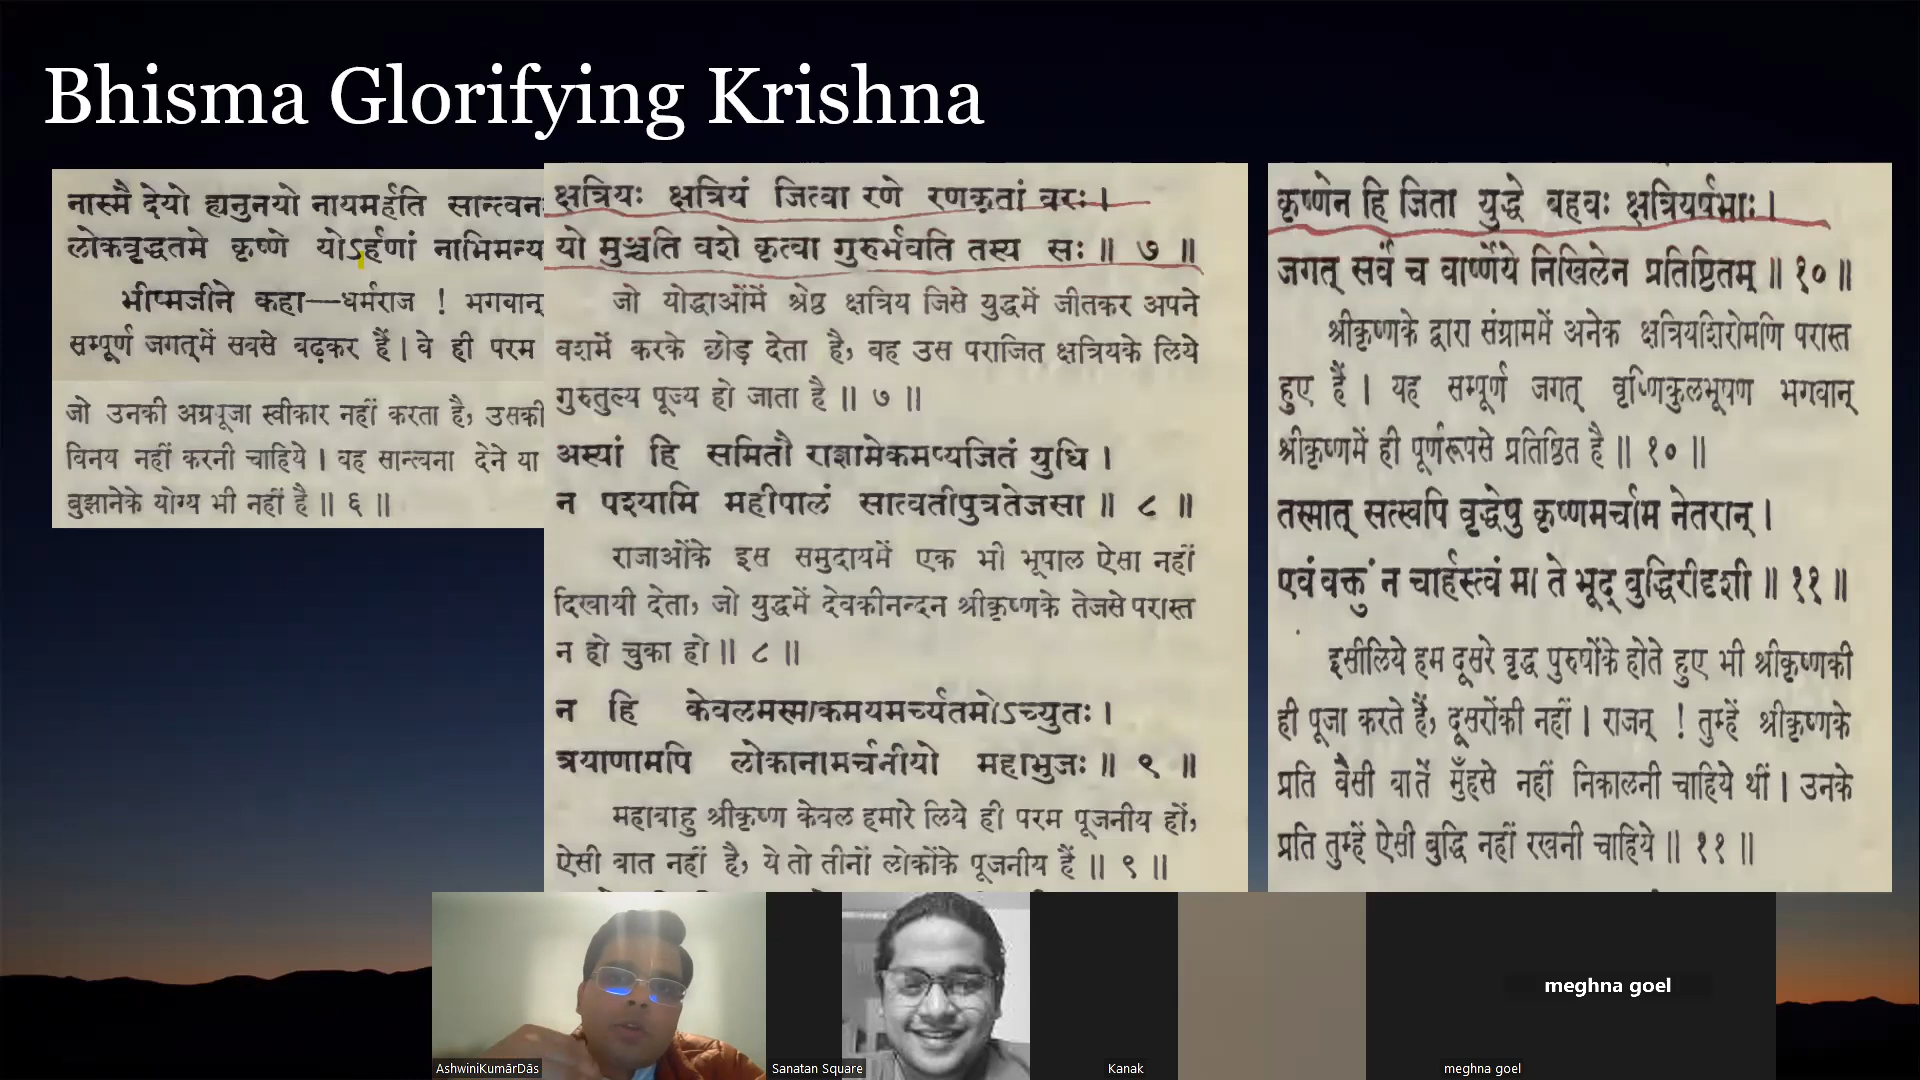 Bhisma Glorifying Krishna
नास्मै देयो ह्यनुनयो नायमर्हति सान्त्वन
लोकवृद्धतमे कृष्णे योऽर्हणां नाभिमन्य
भीष्मजीने कहा—धर्मराज ! भगवान्
सम्पूर्ण जगत्‌में सबसे बढ़कर हैं। वे ही परम
जो उनकी अग्रपूजा स्वीकार नहीं करता है, उसकी
विनय नहीं करनी चाहिये । वह सान्त्वना देने या
बुझानेके योग्य भी नहीं है ॥ ६ ॥
क्षत्रियः क्षत्रियं जित्वा रणे रणकृतां वरः ।
यो मुञ्चति वशे कृत्वा गुरुर्भवति तस्य सः ॥ ७ ॥
जो योद्धाओंमें श्रेष्ठ क्षत्रिय जिसे युद्धमें जीतकर अपने
वशमें करके छोड़ देता है, वह उस पराजित क्षत्रियके लिये
गुरुतुल्य पूज्य हो जाता है ॥ ७ ॥
अस्यां हि समितौ राज्ञामेकमप्यजितं युधि ।
न पश्यामि महीपालं सात्वतीपुत्रतेजसा ॥ ८ ॥
राजाओंके इस समुदायमें एक भी भूपाल ऐसा नहीं
दिखायी देता, जो युद्धमें देवकीनन्दन श्रीकृष्णके तेजसे परास्त
न हो चुका हो ॥ ८ ॥
न हि केवलमस्माकमयमर्च्यतमोऽच्युतः ।
त्रयाणामपि लोकानामर्चनीयो महाभुजः ॥ ९ ॥
महाबाहु श्रीकृष्ण केवल हमारे लिये ही परम पूजनीय हों,
ऐसी बात नहीं है, ये तो तीनों लोकोंके पूजनीय हैं ॥ ९ ॥
कृष्णेन हि जिता युद्धे बहवः क्षत्रियर्षभाः ।
जगत् सर्वं च वार्ष्णेये निखिलेन प्रतिष्ठितम् ॥ १० ॥
श्रीकृष्णके द्वारा संग्राममें अनेक क्षत्रियशिरोमणि परास्त
हुए हैं । यह सम्पूर्ण जगत् वृष्णिकुलभूषण भगवान्
श्रीकृष्णमें ही पूर्णरूपसे प्रतिष्ठित है ॥ १० ॥
तस्मात् सत्स्वपि वृद्धेषु कृष्णमर्चाम नेतरान् ।
एवं वक्तुं न चार्हस्त्वं मा ते भूद् बुद्धिरीदृशी ॥ ११ ॥
इसीलिये हम दूसरे वृद्ध पुरुषोंके होते हुए भी श्रीकृष्णकी
ही पूजा करते हैं, दूसरोंकी नहीं । राजन् ! तुम्हें श्रीकृष्णके
प्रति वैसी बातें मुँहसे नहीं निकालनी चाहिये थीं । उनके
प्रति तुम्हें ऐसी बुद्धि नहीं रखनी चाहिये ॥ ११ ॥
meghna goel
AshwiniKumārDās
Sanatan Square
Kanak
meghna goel